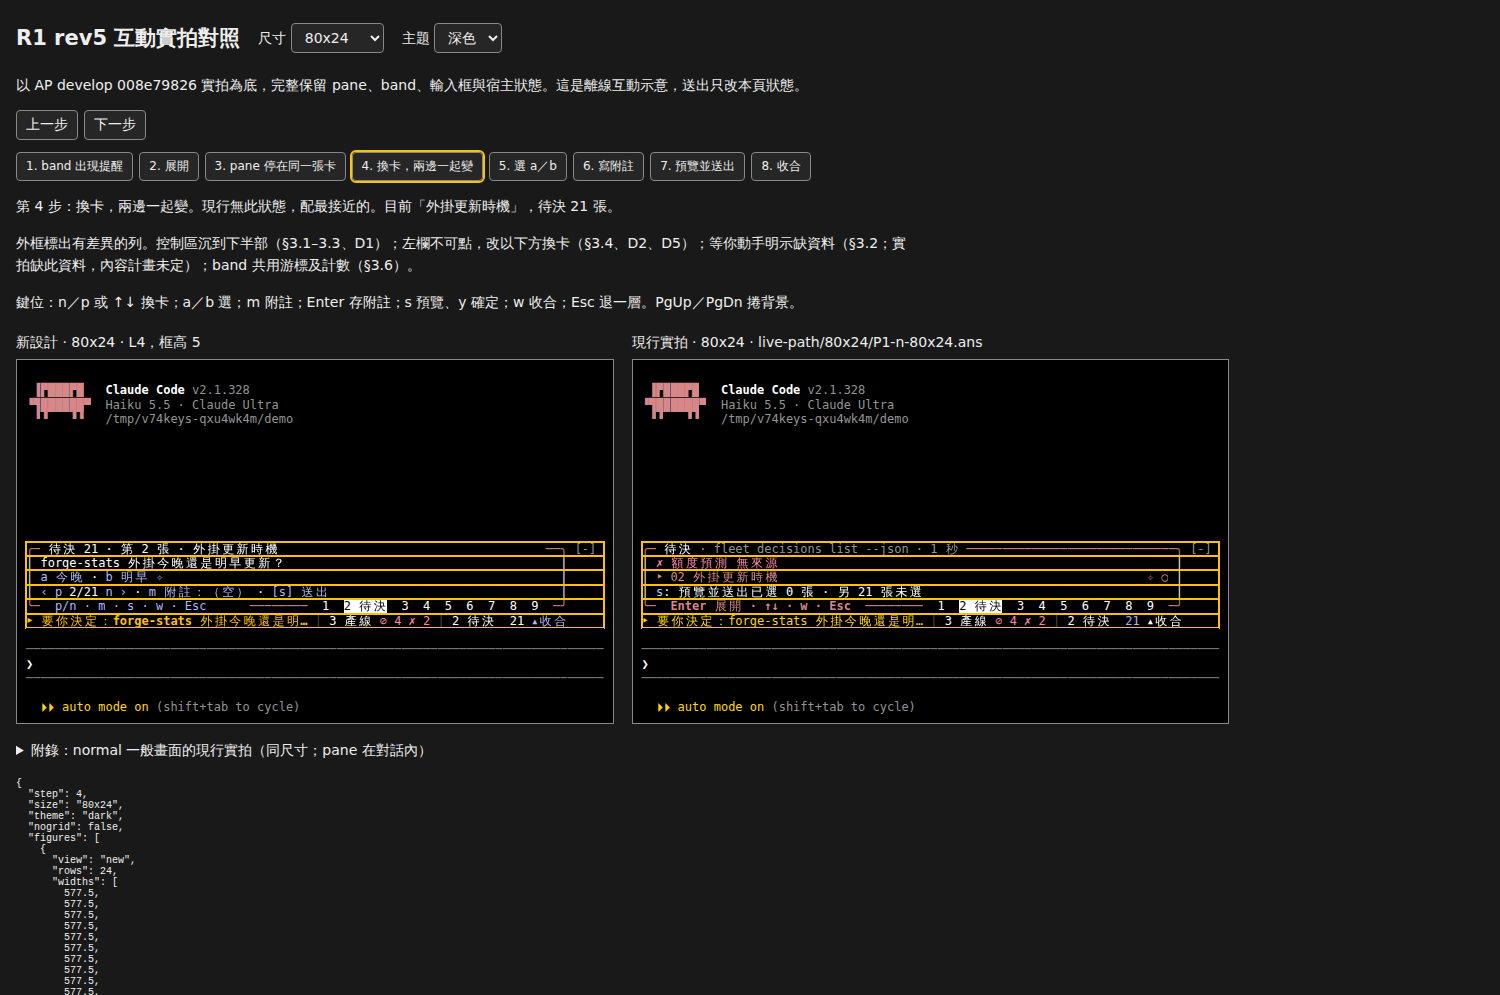 R1 rev5 互動實拍對照 尺寸 80x24 主題 深色
以 AP develop 008e79826 實拍為底，完整保留 pane、band、輸入框與宿主狀態。這是離線互動示意，送出只改本頁狀態。
上一步 下一步
1. band 出現提醒 2. 展開 3. pane 停在同一張卡 4. 換卡，兩邊一起變 5. 選 a／b 6. 寫附註 7. 預覽並送出 8. 收合
第 4 步：換卡，兩邊一起變。現行無此狀態，配最接近的。目前「外掛更新時機」，待決 21 張。
外框標出有差異的列。控制區沉到下半部（§3.1–3.3、D1）；左欄不可點，改以下方換卡（§3.4、D2、D5）；等你動手明示缺資料（§3.2；實
拍缺此資料，內容計畫未定）；band 共用游標及計數（§3.6）。
鍵位：n／p 或 ↑↓ 換卡；a／b 選；m 附註；Enter 存附註；s 預覽、y 確定；w 收合；Esc 退一層。PgUp／PgDn 捲背景。
新設計 · 80x24 · L4，框高 5
Claude Code v2.1.328
Haiku 5.5 · Claude Ultra
/tmp/v74keys-qxu4wk4m/demo
待決 21 · 第 2 張 · 外掛更新時機 [-]
forge-stats 外掛今晚還是明早更新？
a 今晚 · b 明早 ✧
‹ p 2/21 n › · m 附註：（空） · [s] 送出
p/n · m · s · w · Esc 1 2 待決 3 4 5 6 7 8 9
▸ 要你決定：forge-stats 外掛今晚還是明… | 3 產線 ⊘ 4 ✗ 2 | 2 待決 21 ▴收合
❯
⏵⏵ auto mode on (shift+tab to cycle)
現行實拍 · 80x24 · live-path/80x24/P1-n-80x24.ans
Claude Code v2.1.328
Haiku 5.5 · Claude Ultra
/tmp/v74keys-qxu4wk4m/demo
待決 · fleet decisions list --json · 1 秒 [-]
✗ 額度預測 無來源
‣ 02 外掛更新時機 ✧ ○
s: 預覽並送出已選 0 張 · 另 21 張未選
Enter 展開 · ↑↓ · w · Esc 1 2 待決 3 4 5 6 7 8 9
▸ 要你決定：forge-stats 外掛今晚還是明… | 3 產線 ⊘ 4 ✗ 2 | 2 待決 21 ▴收合
❯
⏵⏵ auto mode on (shift+tab to cycle)
▶ 附錄：normal 一般畫面的現行實拍（同尺寸；pane 在對話內）
{
"step": 4,
"size": "80x24",
"theme": "dark",
"nogrid": false,
"figures": [
{
"view": "new",
"rows": 24,
"widths": [
577.5,
577.5,
577.5,
577.5,
577.5,
577.5,
577.5,
577.5,
577.5,
577.5,